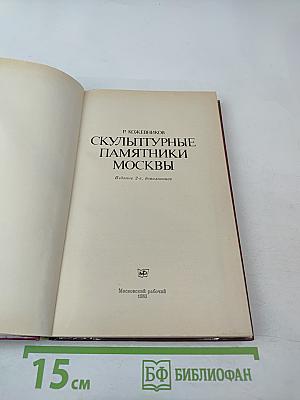 Р. КОЖЕВНИКОВ
СКУЛЬПТУРНЫЕ
ПАМЯТНИКИ
МОСКВЫ
Издание 2-е, дополненное
Московский рабочий
1983
15 см
БФ БИБЛИОФАН